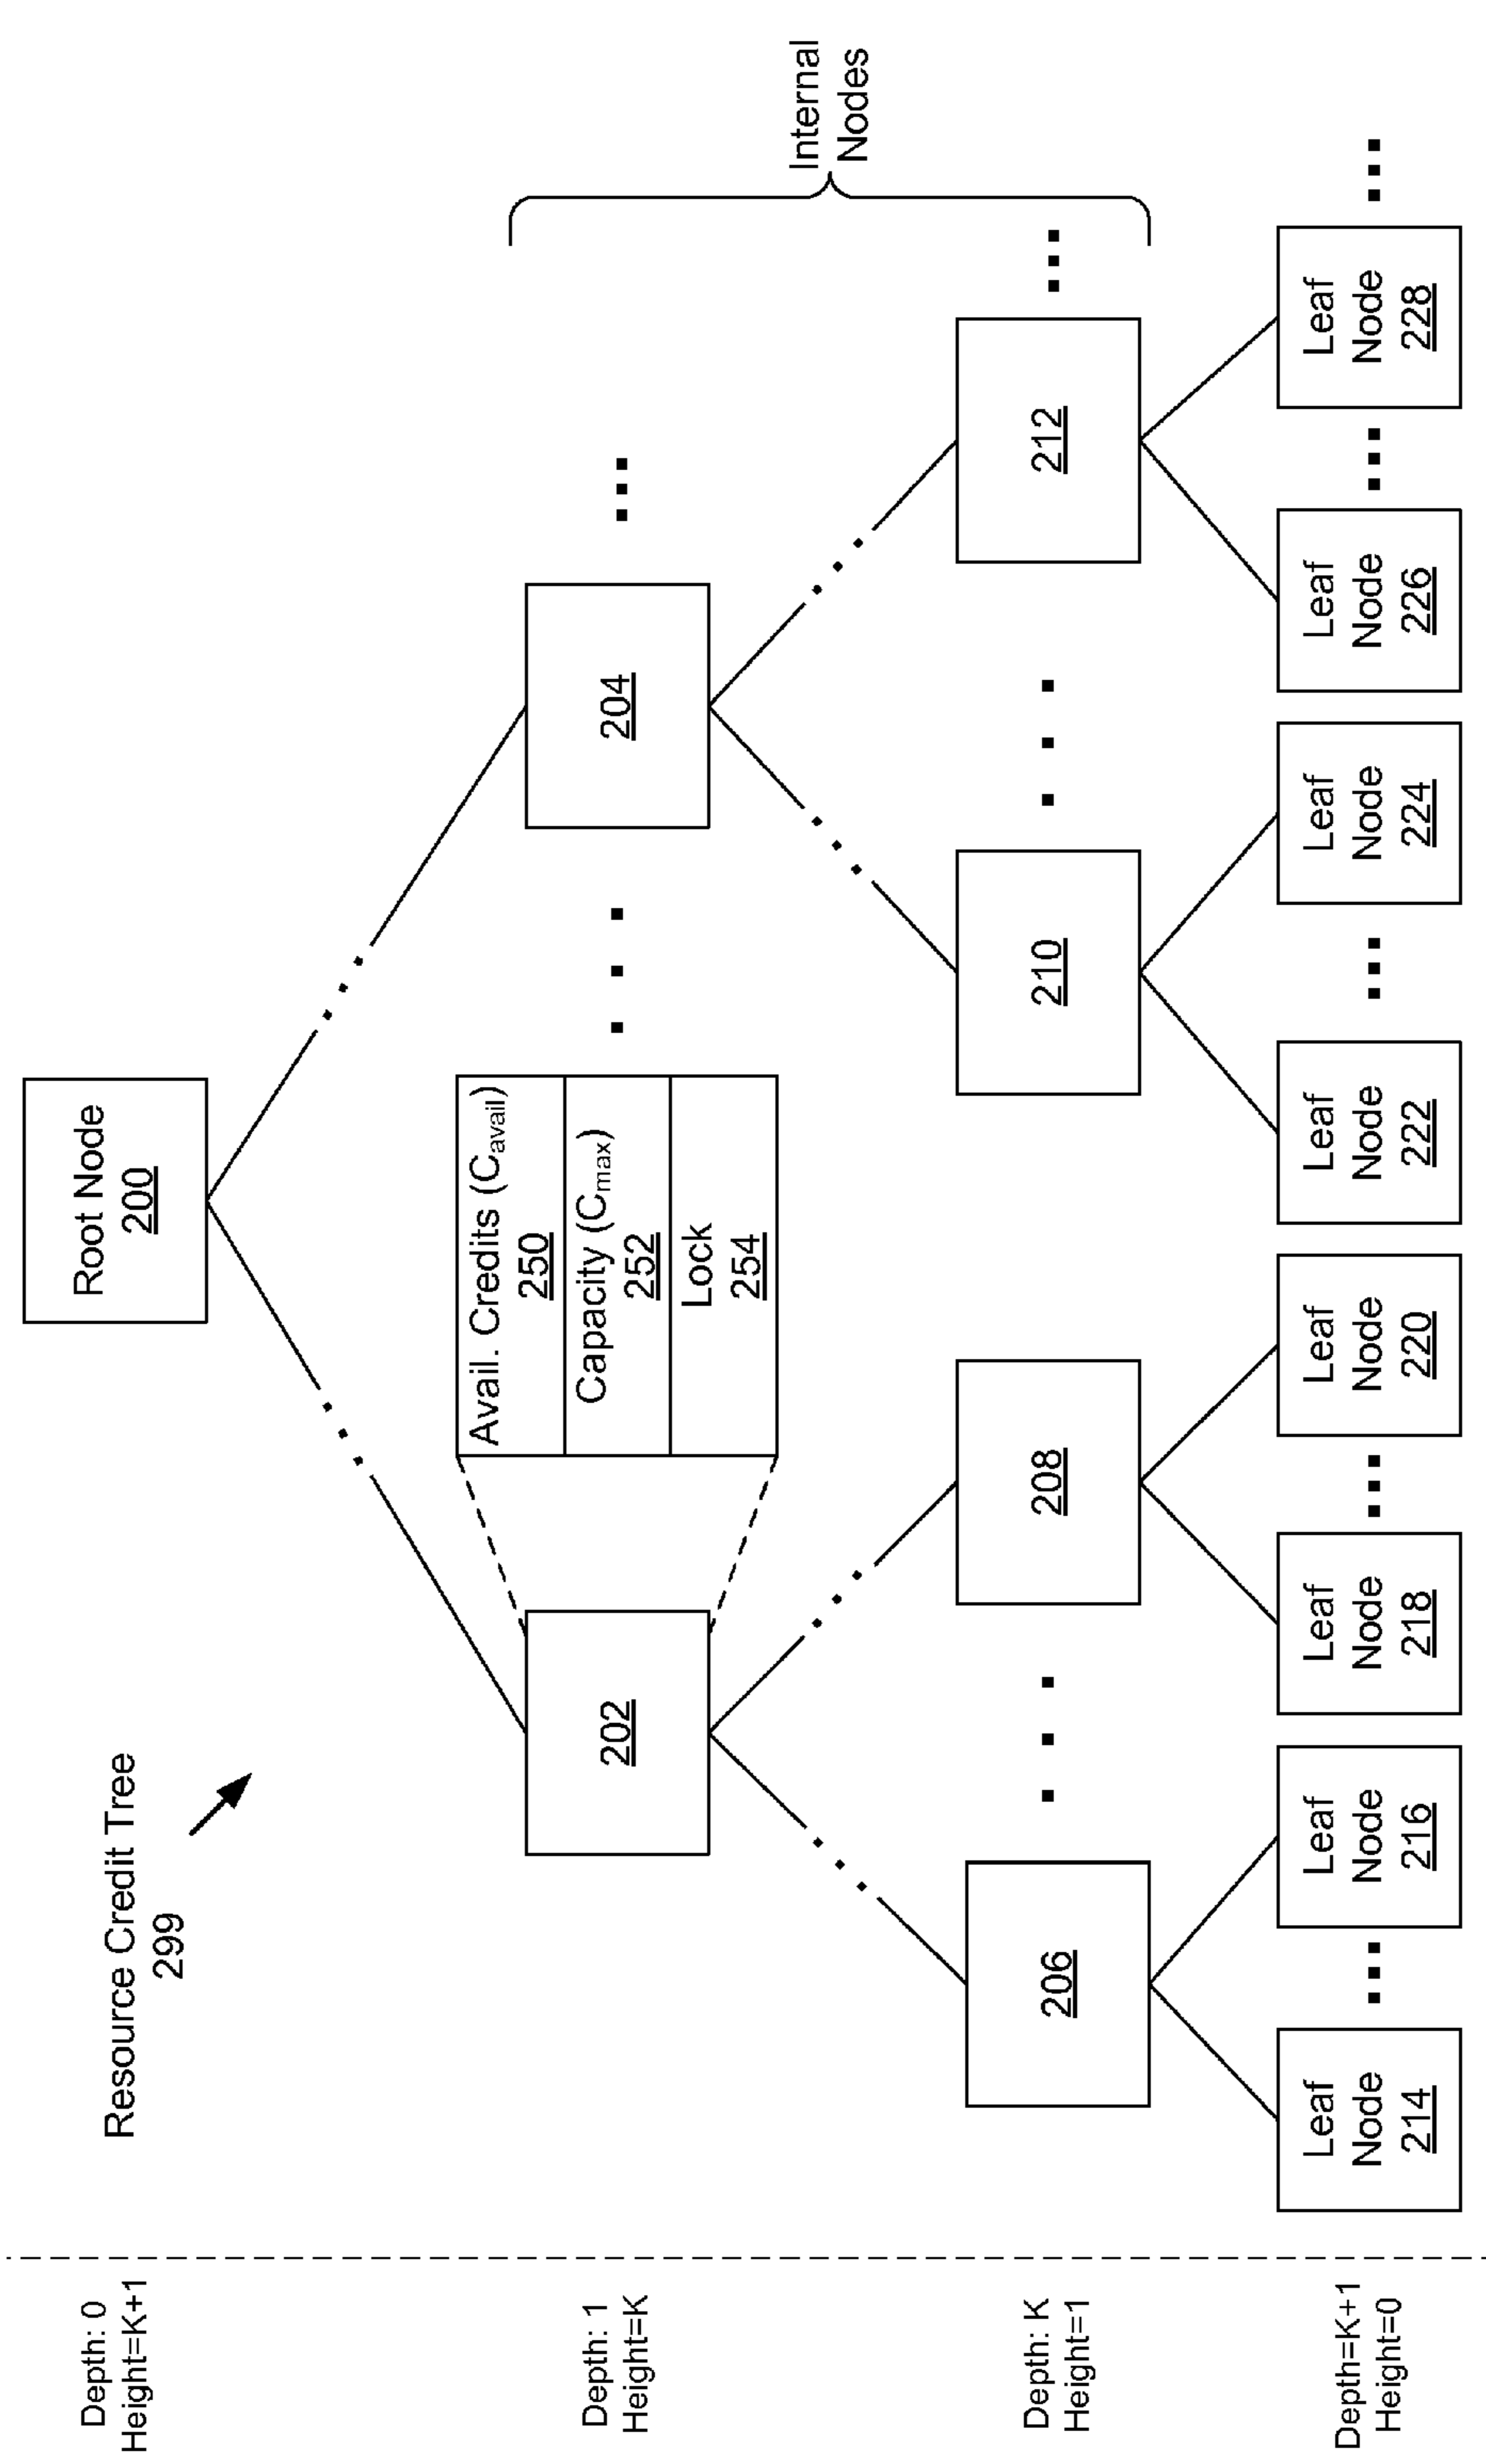 Depth: 0
Height=K+1
Resource Credit Tree
299
Root Node
200
Depth: 1
Height=K
202
Avail. Credits (Cavail)
250
Capacity (Cmax)
252
Lock
254
204
Internal
Nodes
Depth: K
Height=1
206
208
210
212
Depth=K+1
Height=0
Leaf
Node
214
Leaf
Node
216
Leaf
Node
218
Leaf
Node
220
Leaf
Node
222
Leaf
Node
224
Leaf
Node
226
Leaf
Node
228